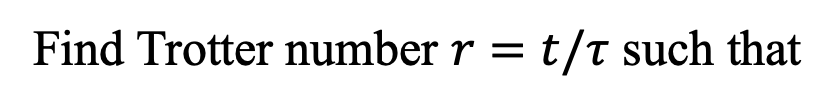 Find Trotter number r = t/τ such that